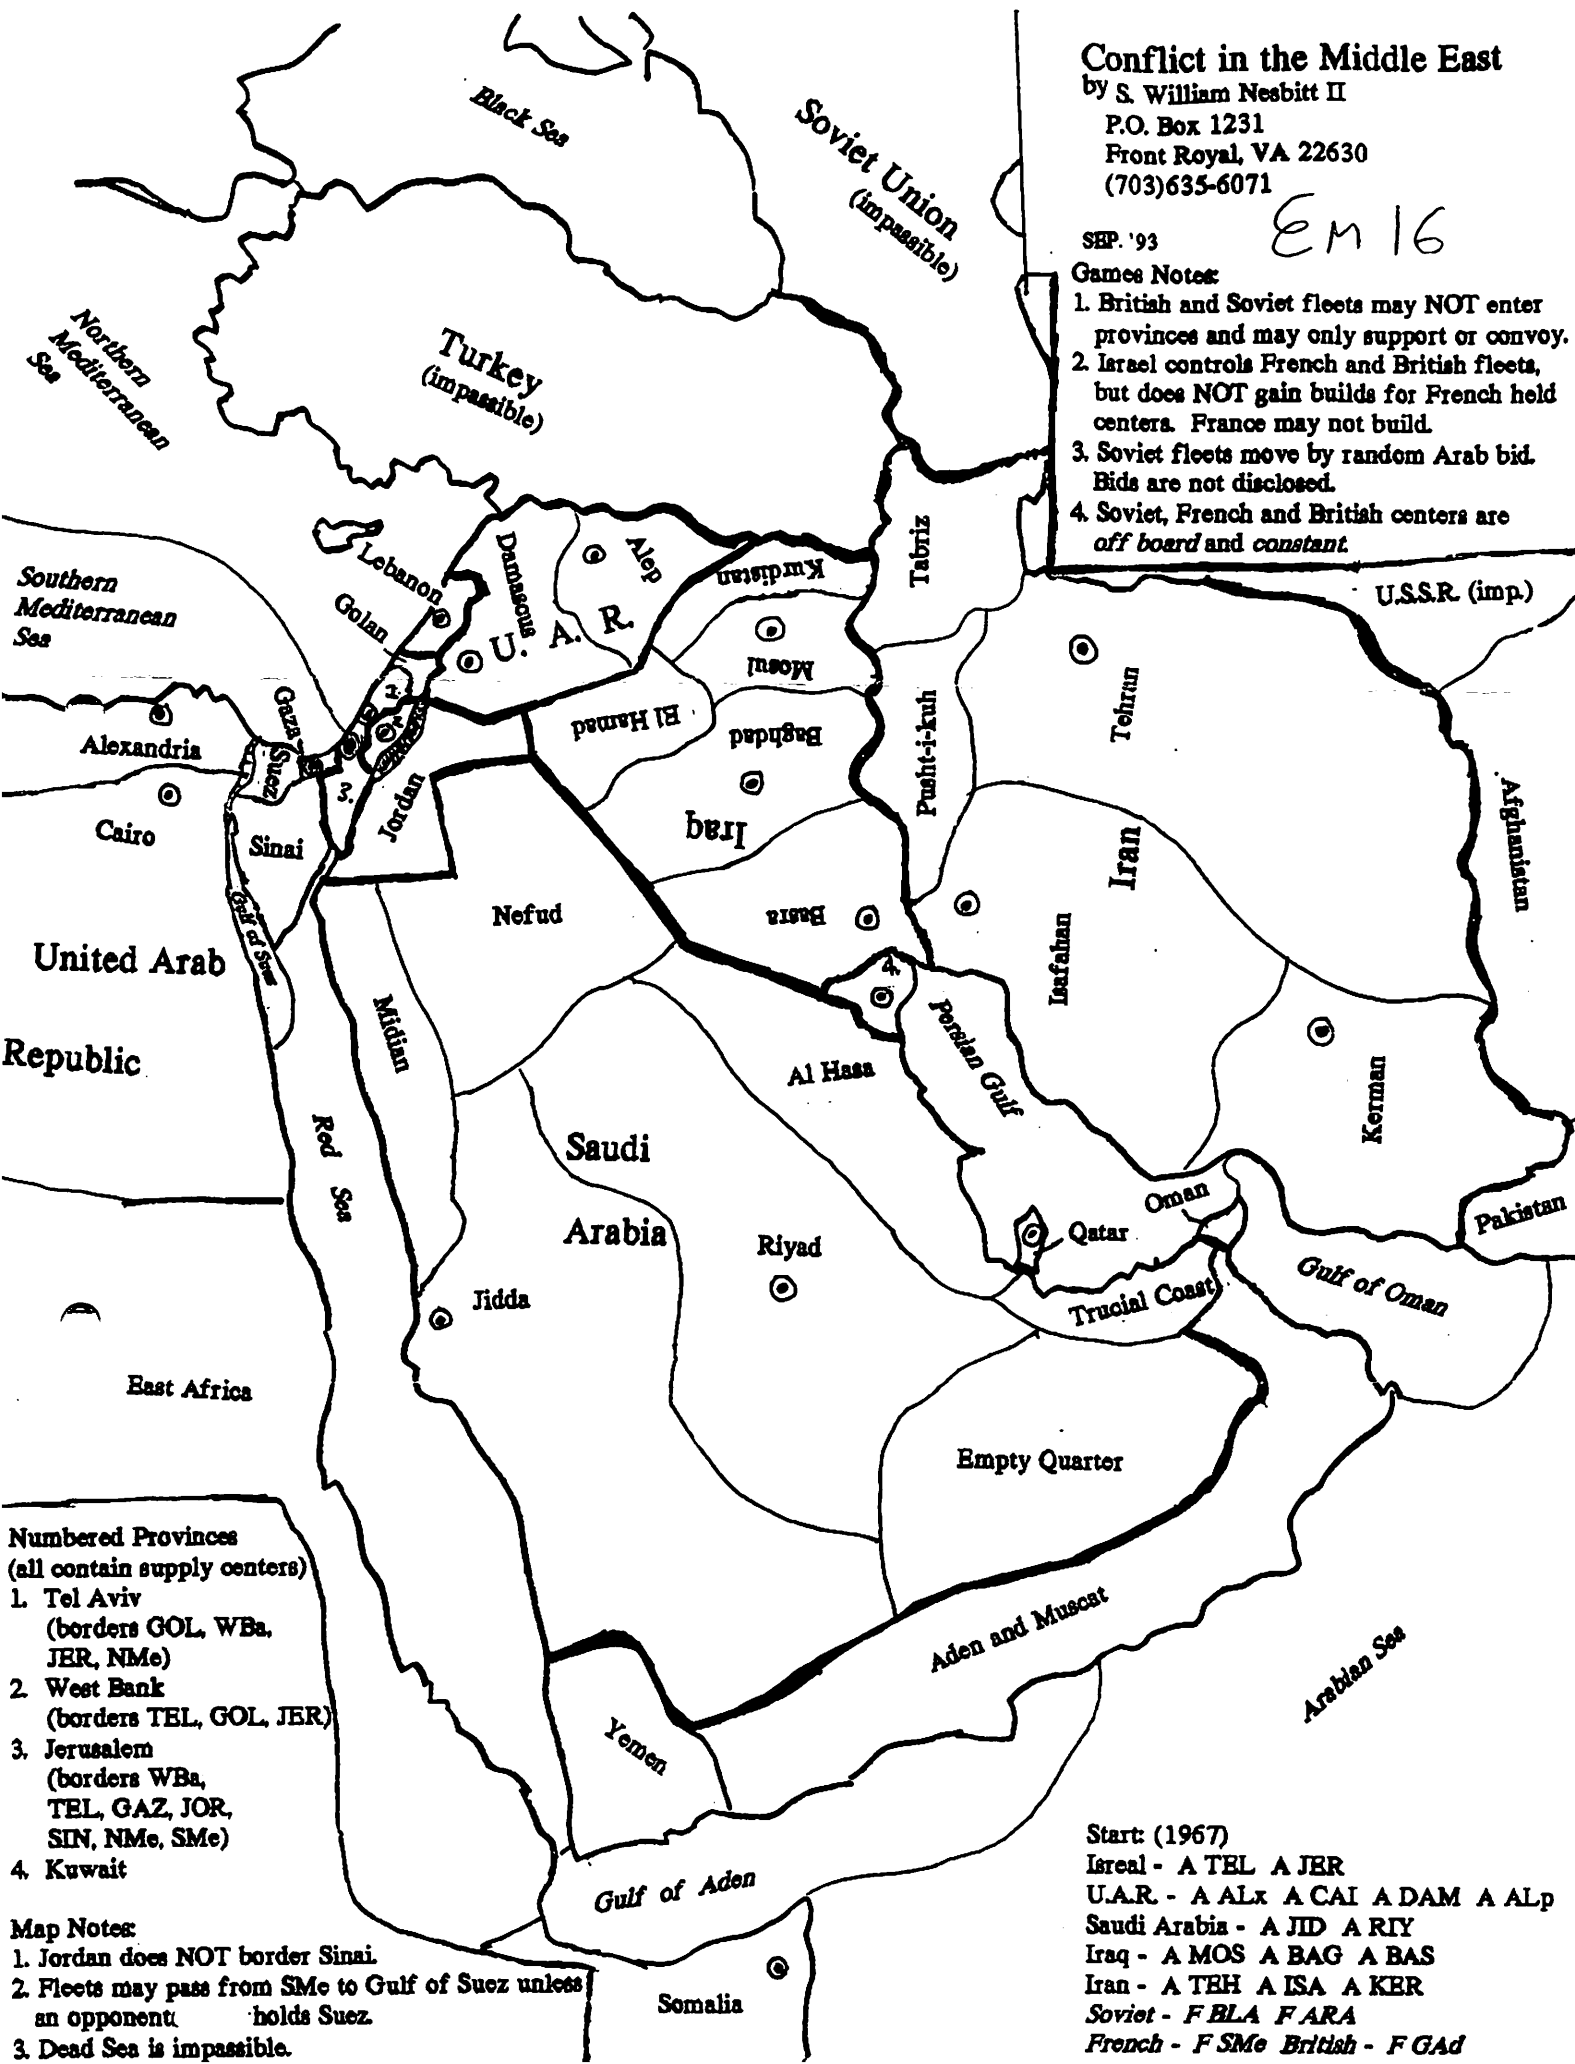 Conflict in the Middle East
by S. William Nesbitt II
P.O. Box 1231
Front Royal, VA 22630
(703)635-6071
EM 16
SEP. '93
Games Notes:
1. British and Soviet fleets may NOT enter
provinces and may only support or convoy.
2. Israel controls French and British fleets,
but does NOT gain builds for French held
centers. France may not build.
3. Soviet fleets move by random Arab bid.
Bids are not disclosed.
4. Soviet, French and British centers are
off board and constant.
Black Sea
Soviet Union
(impassible)
Northern
Mediterranean
Sea
Turkey
(impassible)
Tabriz
Damascus
Alep
Kurdistan
U.S.S.R. (imp.)
Southern
Mediterranean
Sea
Lebanon
Golan
U. A. R.
Mosul
Tehran
Gaza
El Hamad
Baghdad
Pusht-i-kuh
Alexandria
Suez
Jordan
Iraq
Afghanistan
Cairo
Sinai
1.
2.
3.
Iran
Gulf of Suez
Nefud
Basra
4.
Isafahan
United Arab
Republic
Midian
Persian Gulf
Al Hasa
Kerman
Red Sea
Saudi
Arabia
Oman
Qatar
Pakistan
Riyad
Jidda
Trucial Coast
Gulf of Oman
East Africa
Empty Quarter
Aden and Muscat
Arabian Sea
Yemen
Gulf of Aden
Somalia
Numbered Provinces
(all contain supply centers)
1. Tel Aviv
(borders GOL, WBa,
JER, NMe)
2. West Bank
(borders TEL, GOL, JER)
3. Jerusalem
(borders WBa,
TEL, GAZ, JOR,
SIN, NMe, SMe)
4. Kuwait
Map Notes:
1. Jordan does NOT border Sinai.
2. Fleets may pass from SMe to Gulf of Suez unless
an opponent holds Suez.
3. Dead Sea is impassible.
Start: (1967)
Isreal - A TEL A JER
U.A.R. - A ALx A CAI A DAM A ALp
Saudi Arabia - A JID A RIY
Iraq - A MOS A BAG A BAS
Iran - A TEH A ISA A KER
Soviet - F BLA F ARA
French - F SMe British - F GAd